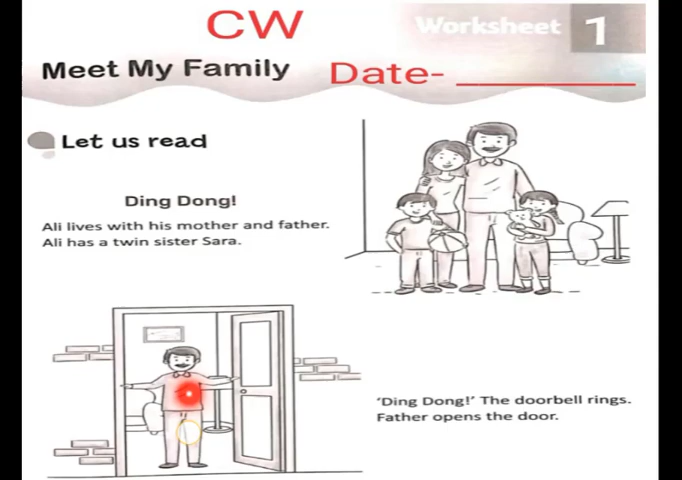 CW
Worksheet 1
Meet My Family
Date- ________
Let us read
Ding Dong!
Ali lives with his mother and father.
Ali has a twin sister Sara.
‘Ding Dong!’ The doorbell rings.
Father opens the door.